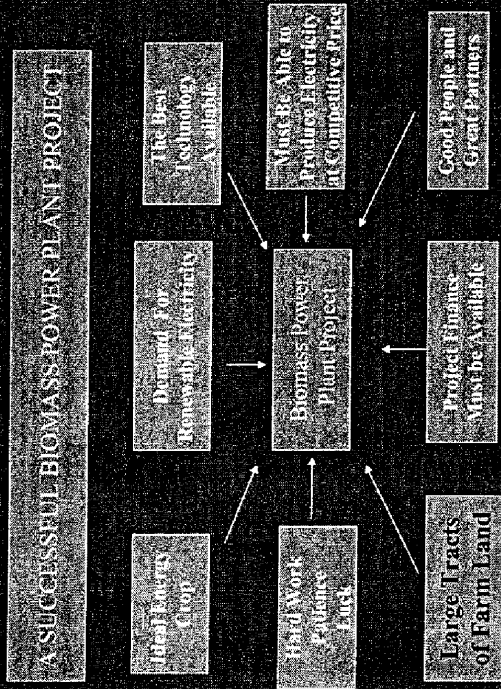 A SUCCESSFUL BIOMASS POWER PLANT PROJECT
Ideal Energy
Crop
Demand For
Renewable Electricity
The Best
Technology
Available
Hard Work
Patience
Luck
Biomass Power
Plant Project
Must Be Able to
Produce Electricity
at Competitive Price
Large Tracts
of Farm Land
Project Finance
Must be Available
Good People and
Great Partners